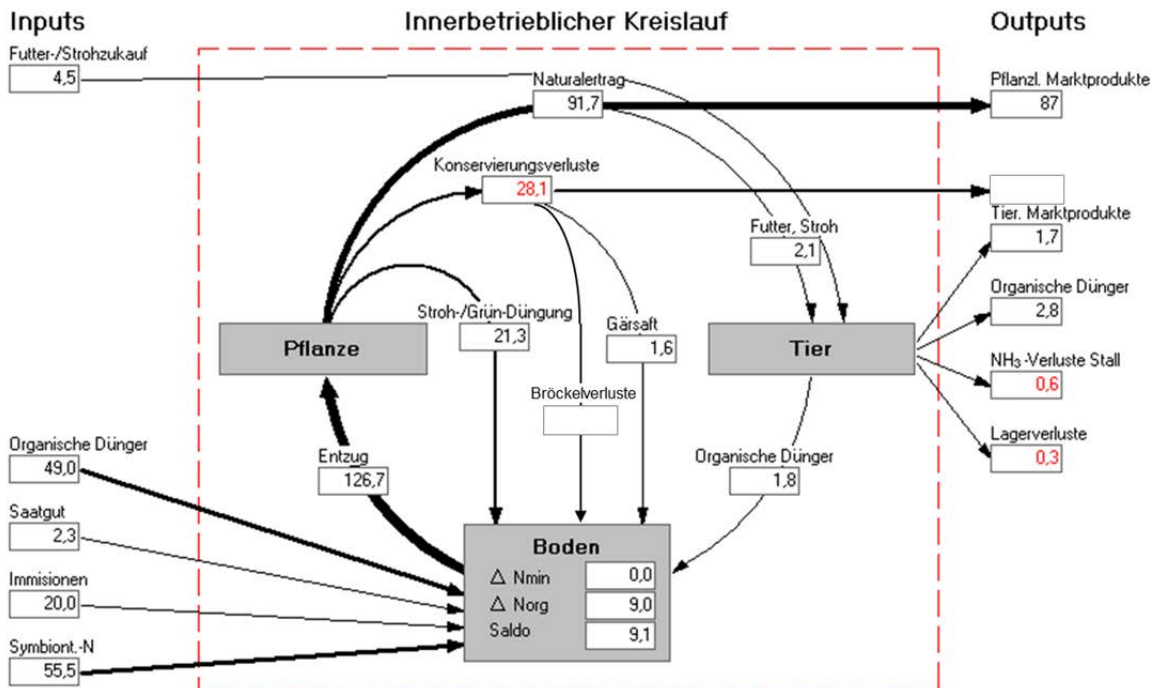 Inputs
Innerbetrieblicher Kreislauf
Outputs
Futter-/Strohzukauf
4,5
Naturalertrag
91,7
Pflanzl. Marktprodukte
87
Konservierungsverluste
28,1
Tier. Marktprodukte
1,7
Futter, Stroh
2,1
Organische Dünger
2,8
Stroh-/Grün-Düngung
21,3
Gärsaft
1,6
Pflanze
Tier
NH₃-Verluste Stall
0,6
Bröckelverluste
Lagerverluste
0,3
Organische Dünger
49,0
Entzug
126,7
Organische Dünger
1,8
Saatgut
2,3
Boden
△ Nmin
0,0
△ Norg
9,0
Saldo
9,1
Immisionen
20,0
Symbiont.-N
55,5